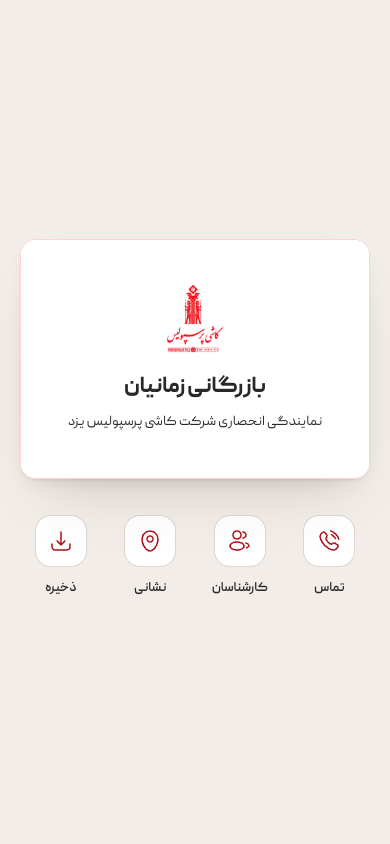 کاشی پرسپولیس
بازرگانی زمانیان
نمایندگی انحصاری شرکت کاشی پرسپولیس یزد
تماس
کارشناسان
نشانی
ذخیره